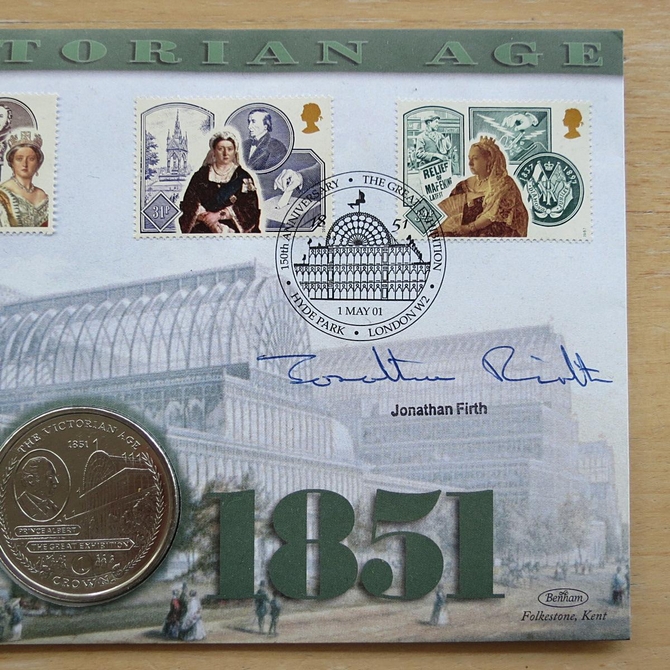 TORIAN AGE
31p
RELIEF
OF
MAFEKING
LATEST
150th ANNIVERSARY • THE GREAT EXHIBITION
18 51
1 MAY 01
HYDE PARK • LONDON W2
Jonathan Firth
Jonathan Firth
THE VICTORIAN AGE
1851
PRINCE ALBERT
THE GREAT EXHIBITION
CROWN
1851
Benham
Folkestone, Kent